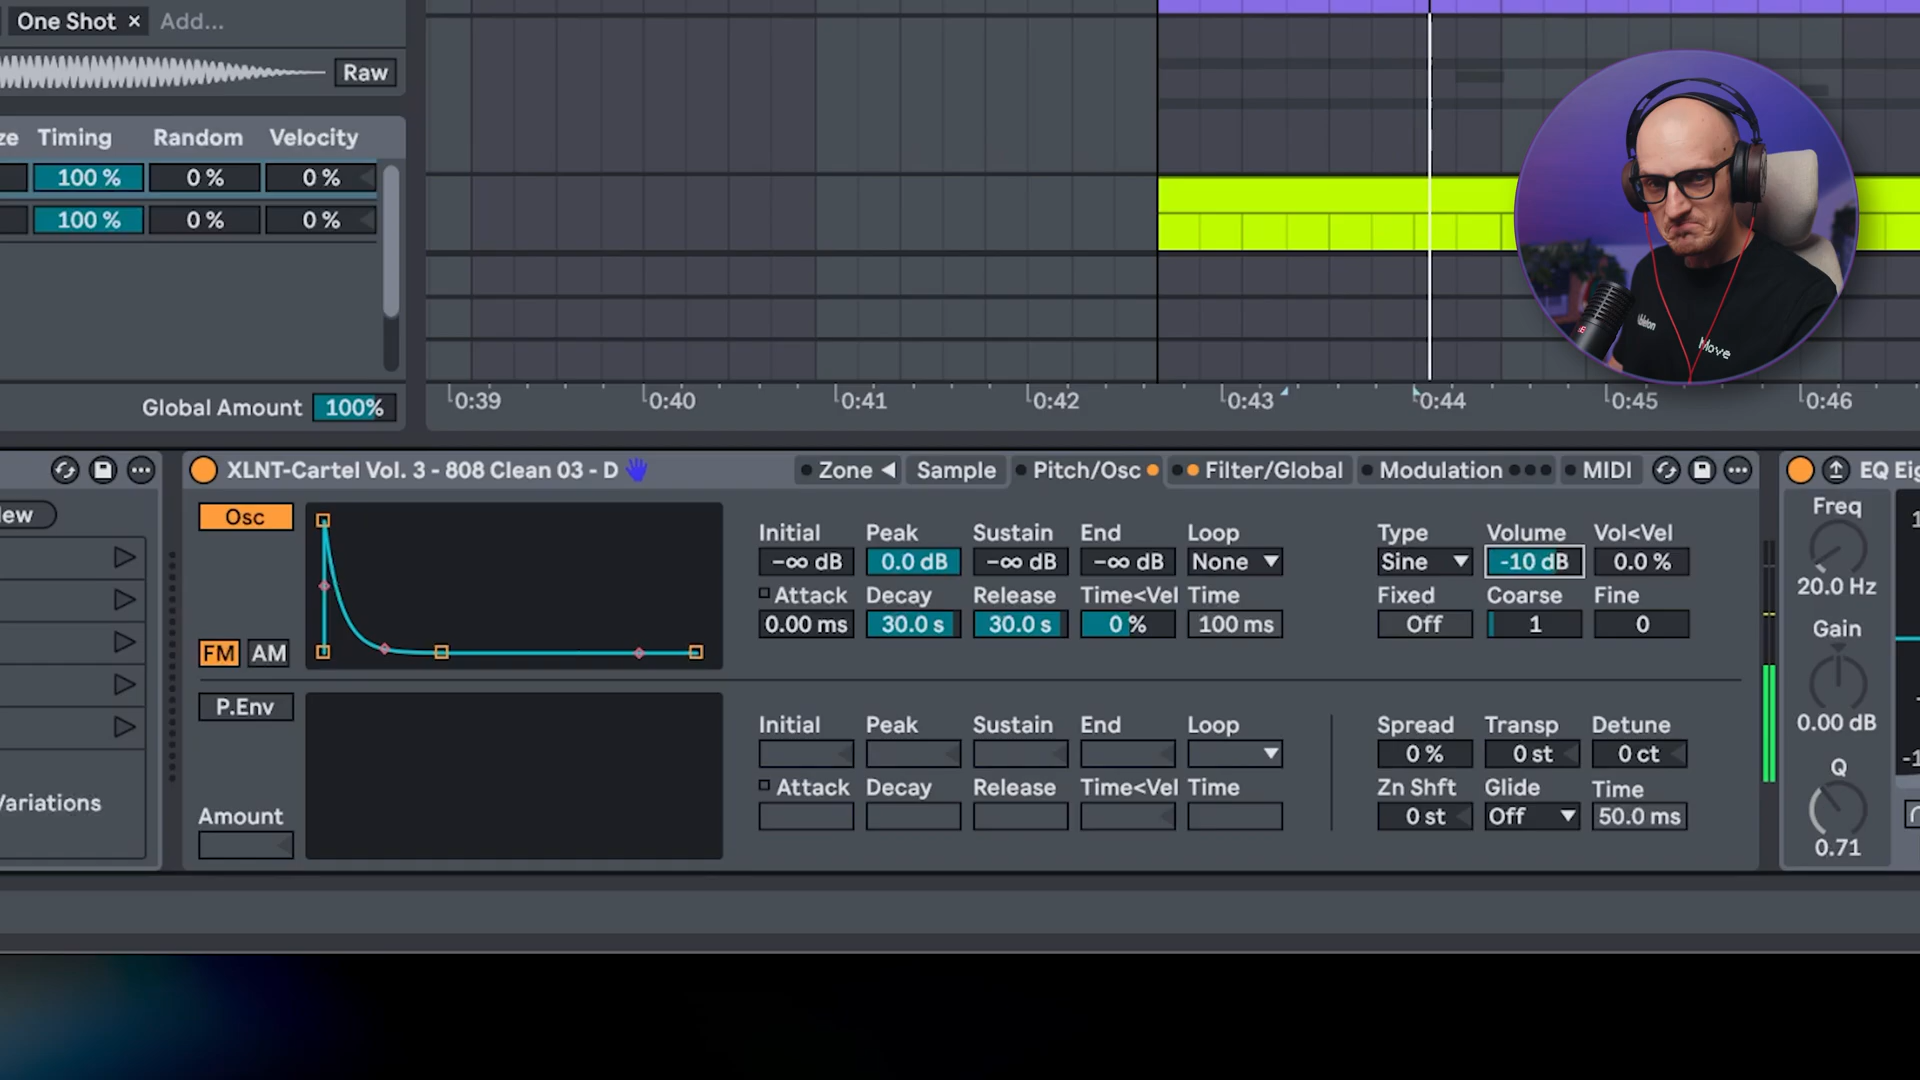 One Shot × Add...
Raw
ze Timing Random Velocity
100 % 0 % 0 %
100 % 0 % 0 %
Global Amount 100%
0:39 0:40 0:41 0:42 0:43 0:44 0:45 0:46
Ableton
Move
ew
Variations
XLNT-Cartel Vol. 3 - 808 Clean 03 - D
Zone Sample Pitch/Osc Filter/Global Modulation MIDI
Osc
FM AM
Initial Peak Sustain End Loop
-∞ dB 0.0 dB -∞ dB -∞ dB None
Attack Decay Release Time<Vel Time
0.00 ms 30.0 s 30.0 s 0 % 100 ms
Type Volume Vol<Vel
Sine -10 dB 0.0 %
Fixed Coarse Fine
Off 1 0
P.Env
Amount
Initial Peak Sustain End Loop
Attack Decay Release Time<Vel Time
Spread Transp Detune
0 % 0 st 0 ct
Zn Shft Glide Time
0 st Off 50.0 ms
EQ Eig
Freq
20.0 Hz
Gain
0.00 dB
Q
0.71